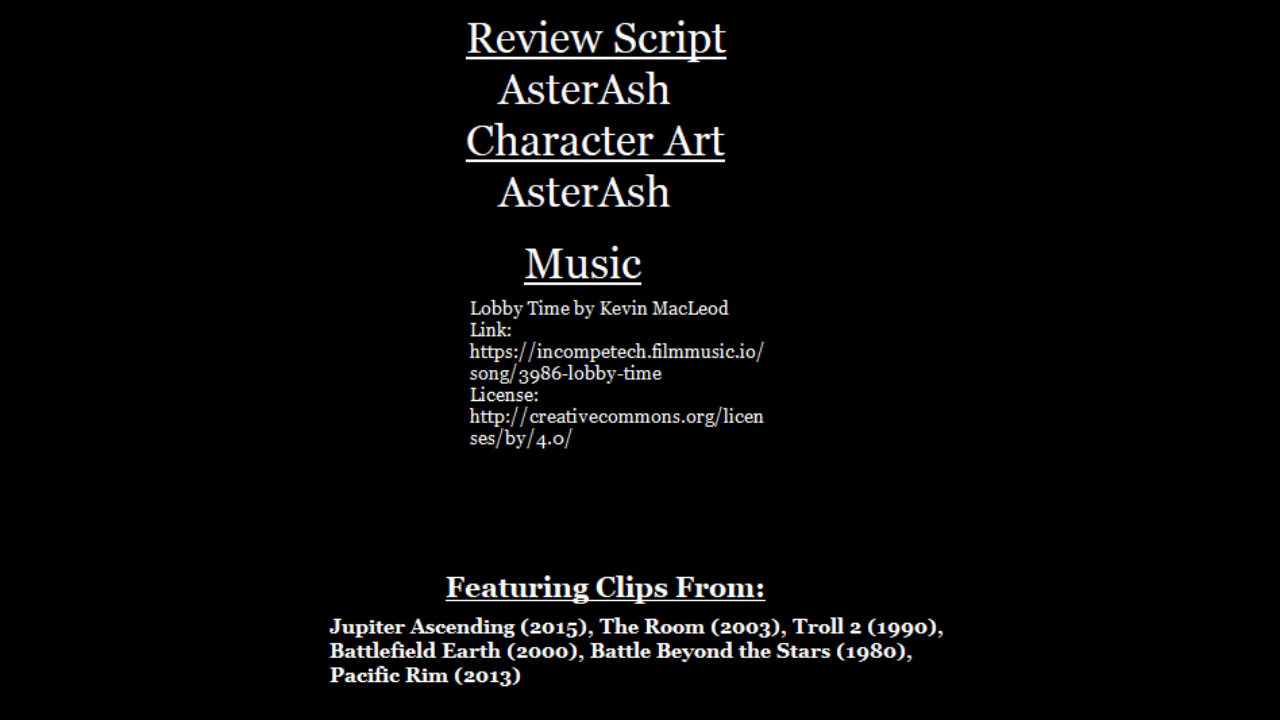 Review Script
AsterAsh
Character Art
AsterAsh
Music
Lobby Time by Kevin MacLeod
Link:
https://incompetech.filmmusic.io/
song/3986-lobby-time
License:
http://creativecommons.org/licen
ses/by/4.0/
Featuring Clips From:
Jupiter Ascending (2015), The Room (2003), Troll 2 (1990),
Battlefield Earth (2000), Battle Beyond the Stars (1980),
Pacific Rim (2013)